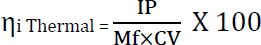 ηi Thermal = IP / Mf×CV X 100